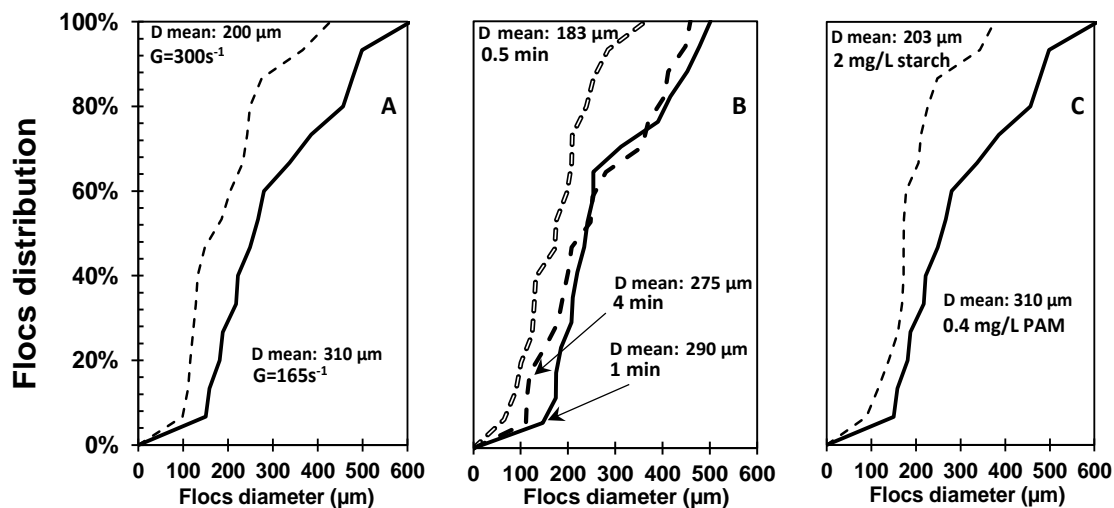 Flocs distribution
100%
80%
60%
40%
20%
0%
D mean: 200 µm
G=300s⁻¹
A
D mean: 310 µm
G=165s⁻¹
0 100 200 300 400 500 600
Flocs diameter (µm)
D mean: 183 µm
0.5 min
B
D mean: 275 µm
4 min
D mean: 290 µm
1 min
0 100 200 300 400 500 600
Flocs diameter (µm)
D mean: 203 µm
2 mg/L starch
C
D mean: 310 µm
0.4 mg/L PAM
0 100 200 300 400 500 600
Flocs diameter (µm)